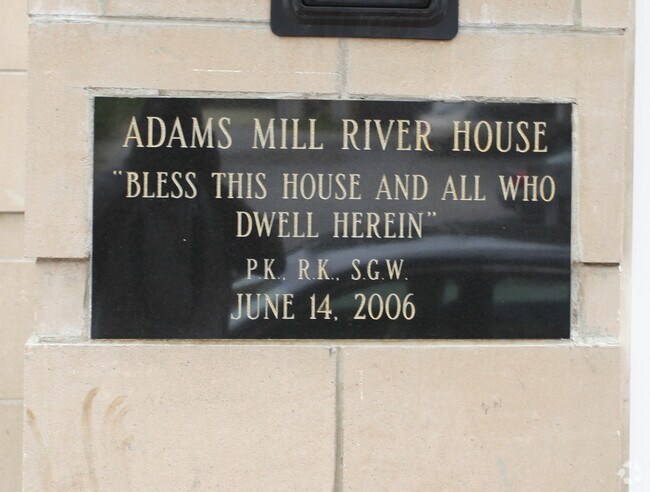 ADAMS MILL RIVER HOUSE
“BLESS THIS HOUSE AND ALL WHO
DWELL HEREIN”
P.K., R.K., S.G.W.
JUNE 14, 2006